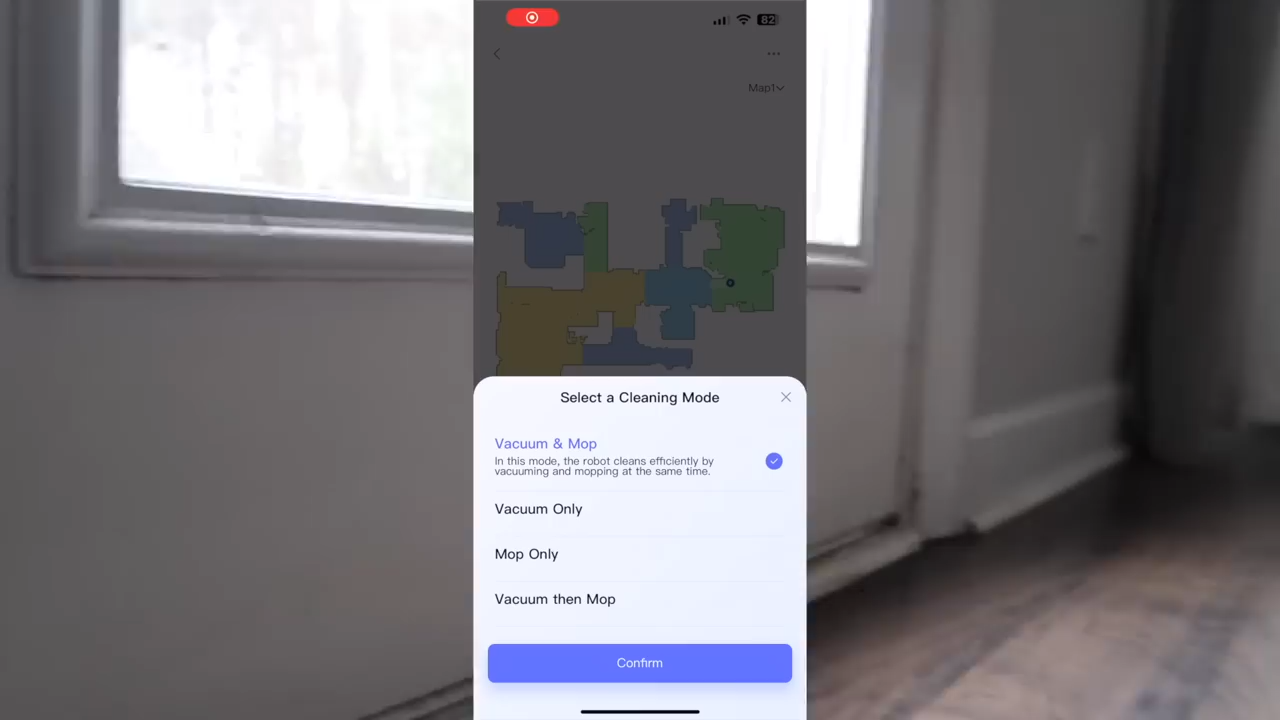 82
Map1
Select a Cleaning Mode
Vacuum & Mop
In this mode, the robot cleans efficiently by
vacuuming and mopping at the same time.
Vacuum Only
Mop Only
Vacuum then Mop
Confirm